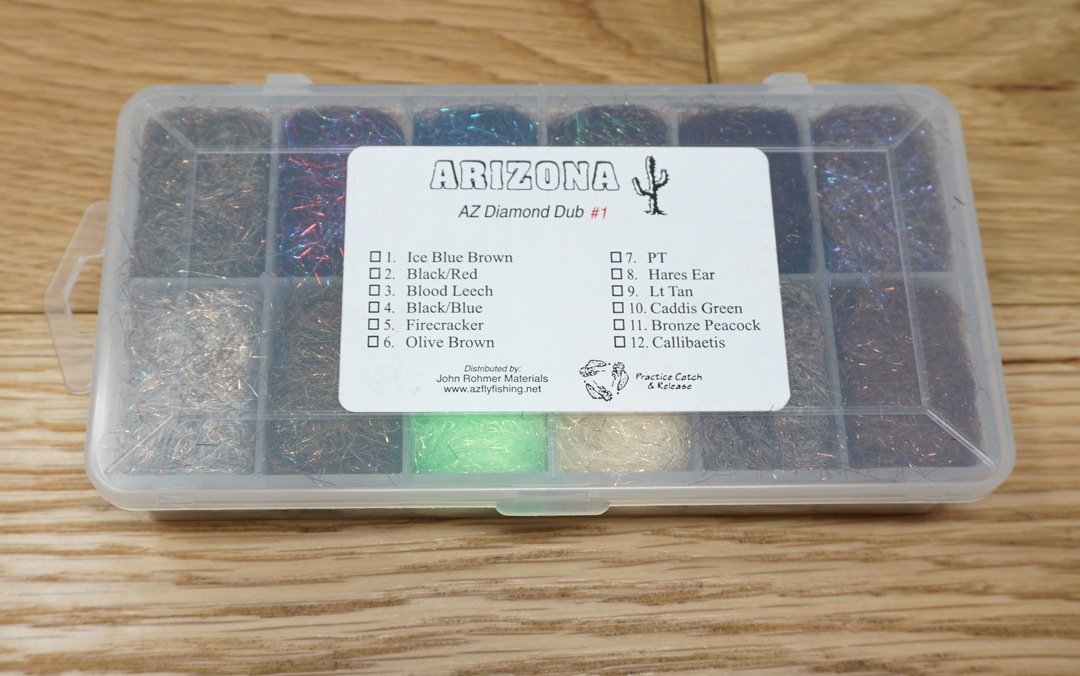 ARIZONA
AZ Diamond Dub #1
1. Ice Blue Brown
2. Black/Red
3. Blood Leech
4. Black/Blue
5. Firecracker
6. Olive Brown
7. PT
8. Hares Ear
9. Lt Tan
10. Caddis Green
11. Bronze Peacock
12. Callibaetis
Distributed by:
John Rohmer Materials
www.azflyfishing.net
Practice Catch
& Release